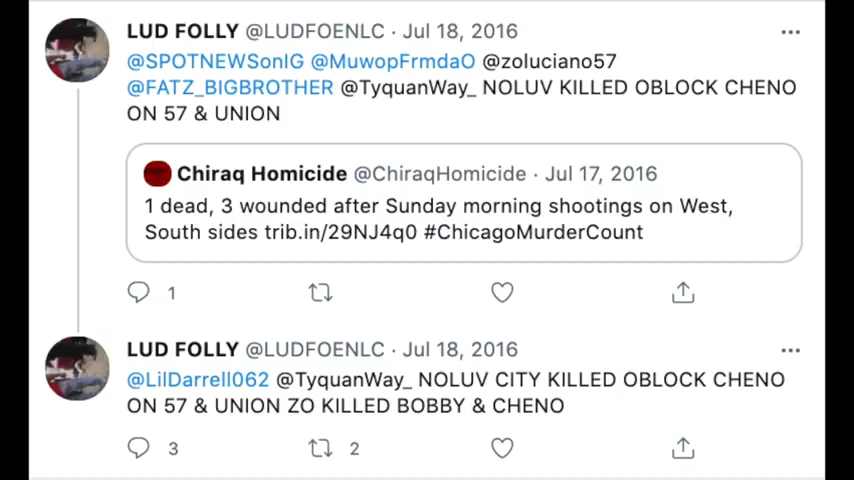 LUD FOLLY @LUDFOENLC · Jul 18, 2016
@SPOTNEWSonIG @MuwopFrmdaO @zoluciano57
@FATZ_BIGBROTHER @TyquanWay_ NOLUV KILLED OBLOCK CHENO
ON 57 & UNION
Chiraq Homicide @ChiraqHomicide · Jul 17, 2016
1 dead, 3 wounded after Sunday morning shootings on West,
South sides trib.in/29NJ4q0 #ChicagoMurderCount
1
LUD FOLLY @LUDFOENLC · Jul 18, 2016
@LilDarrell062 @TyquanWay_ NOLUV CITY KILLED OBLOCK CHENO
ON 57 & UNION ZO KILLED BOBBY & CHENO
3 2